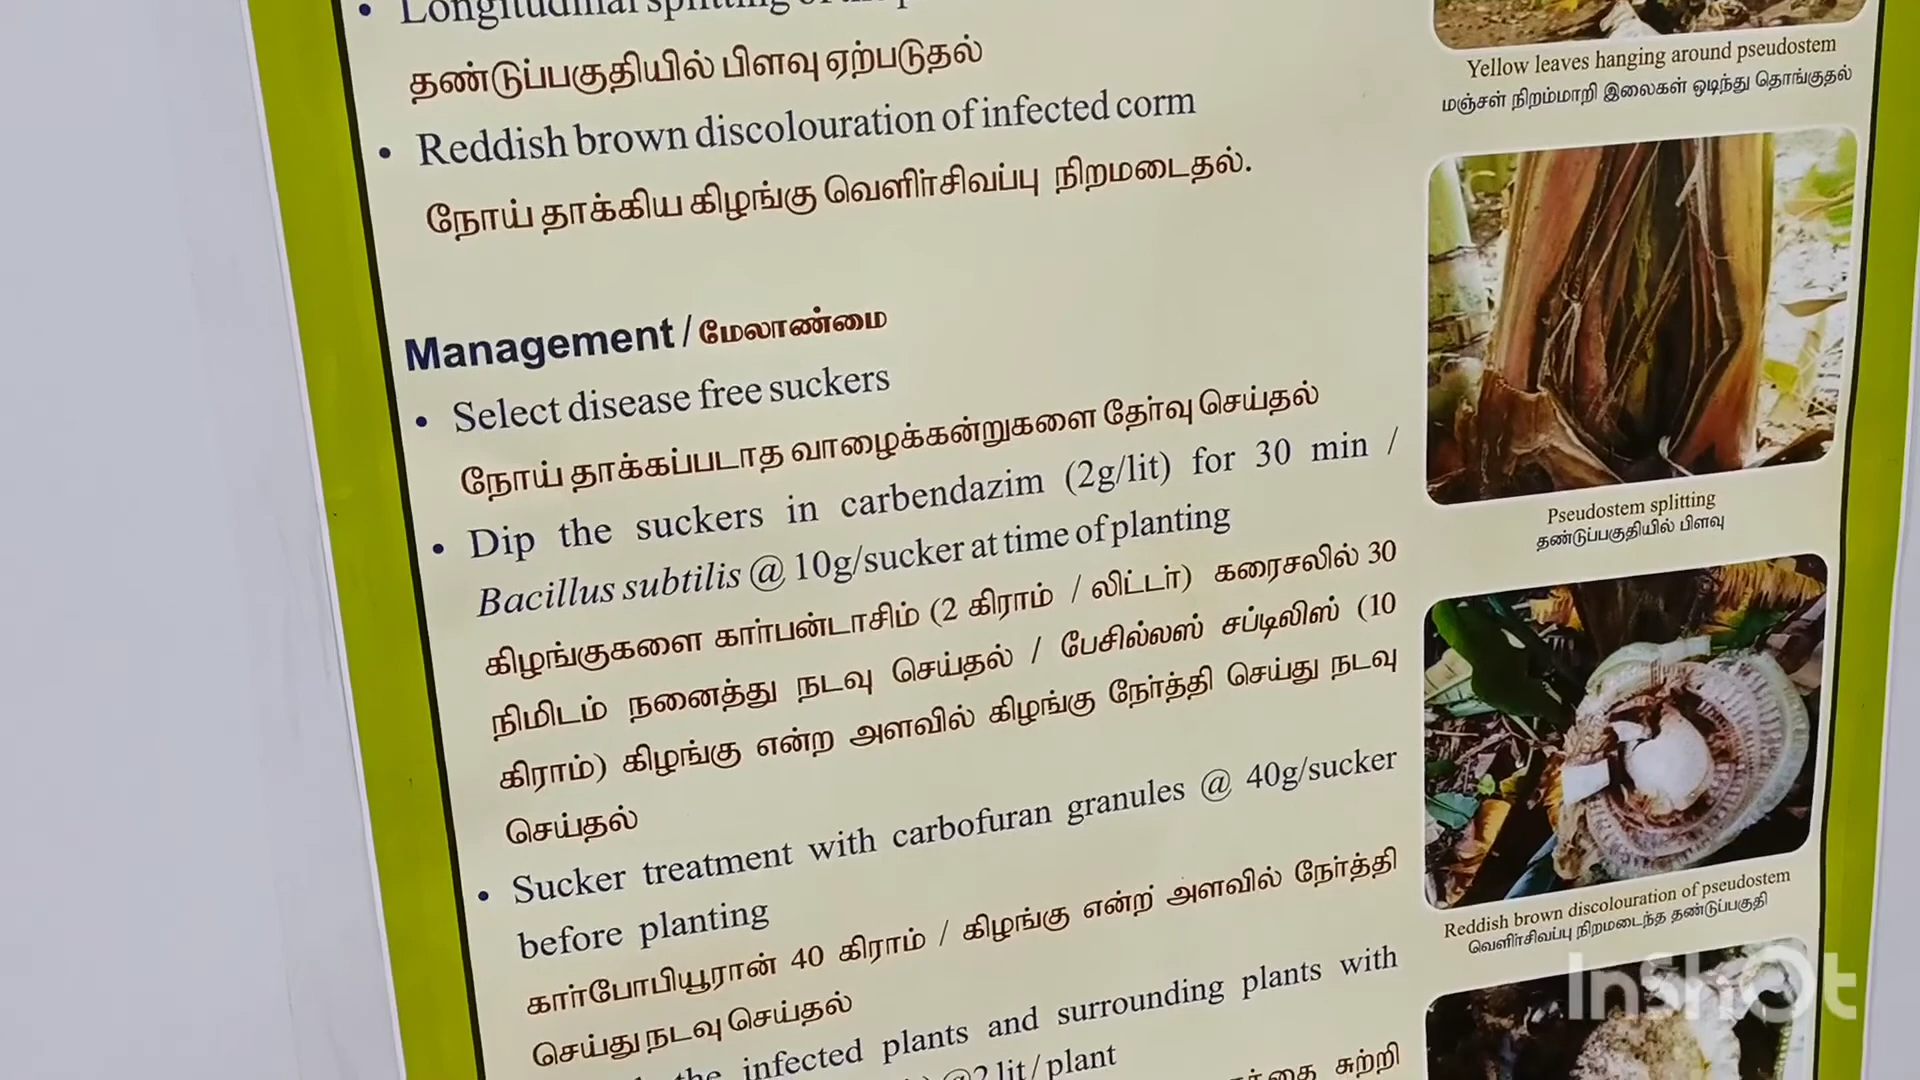 Longitudinal splitting
தண்டுப்பகுதியில் பிளவு ஏற்படுதல்
• Reddish brown discolouration of infected corm
நோய் தாக்கிய கிழங்கு வெளிர்சிவப்பு நிறமடைதல்.
Management / மேலாண்மை
• Select disease free suckers
நோய் தாக்கப்படாத வாழைக்கன்றுகளை தேர்வு செய்தல்
• Dip the suckers in carbendazim (2g/lit) for 30 min /
Bacillus subtilis @ 10g/sucker at time of planting
கிழங்குகளை கார்பன்டாசிம் (2 கிராம் / லிட்டர்) கரைசலில் 30
நிமிடம் நனைத்து நடவு செய்தல் / பேசில்லஸ் சப்டிலிஸ் (10
கிராம்) கிழங்கு என்ற அளவில் கிழங்கு நேர்த்தி செய்து நடவு
செய்தல்
• Sucker treatment with carbofuran granules @ 40g/sucker
before planting
கார்போபியூரான் 40 கிராம் / கிழங்கு என்ற் அளவில் நேர்த்தி
செய்து நடவு செய்தல்
the infected plants and surrounding plants with
@2 lit / plant
சுற்றி
Yellow leaves hanging around pseudostem
மஞ்சள் நிறம்மாறி இலைகள் ஒடிந்து தொங்குதல்
Pseudostem splitting
தண்டுப்பகுதியில் பிளவு
Reddish brown discolouration of pseudostem
வெளிர்சிவப்பு நிறமடைந்த தண்டுப்பகுதி
InShOt